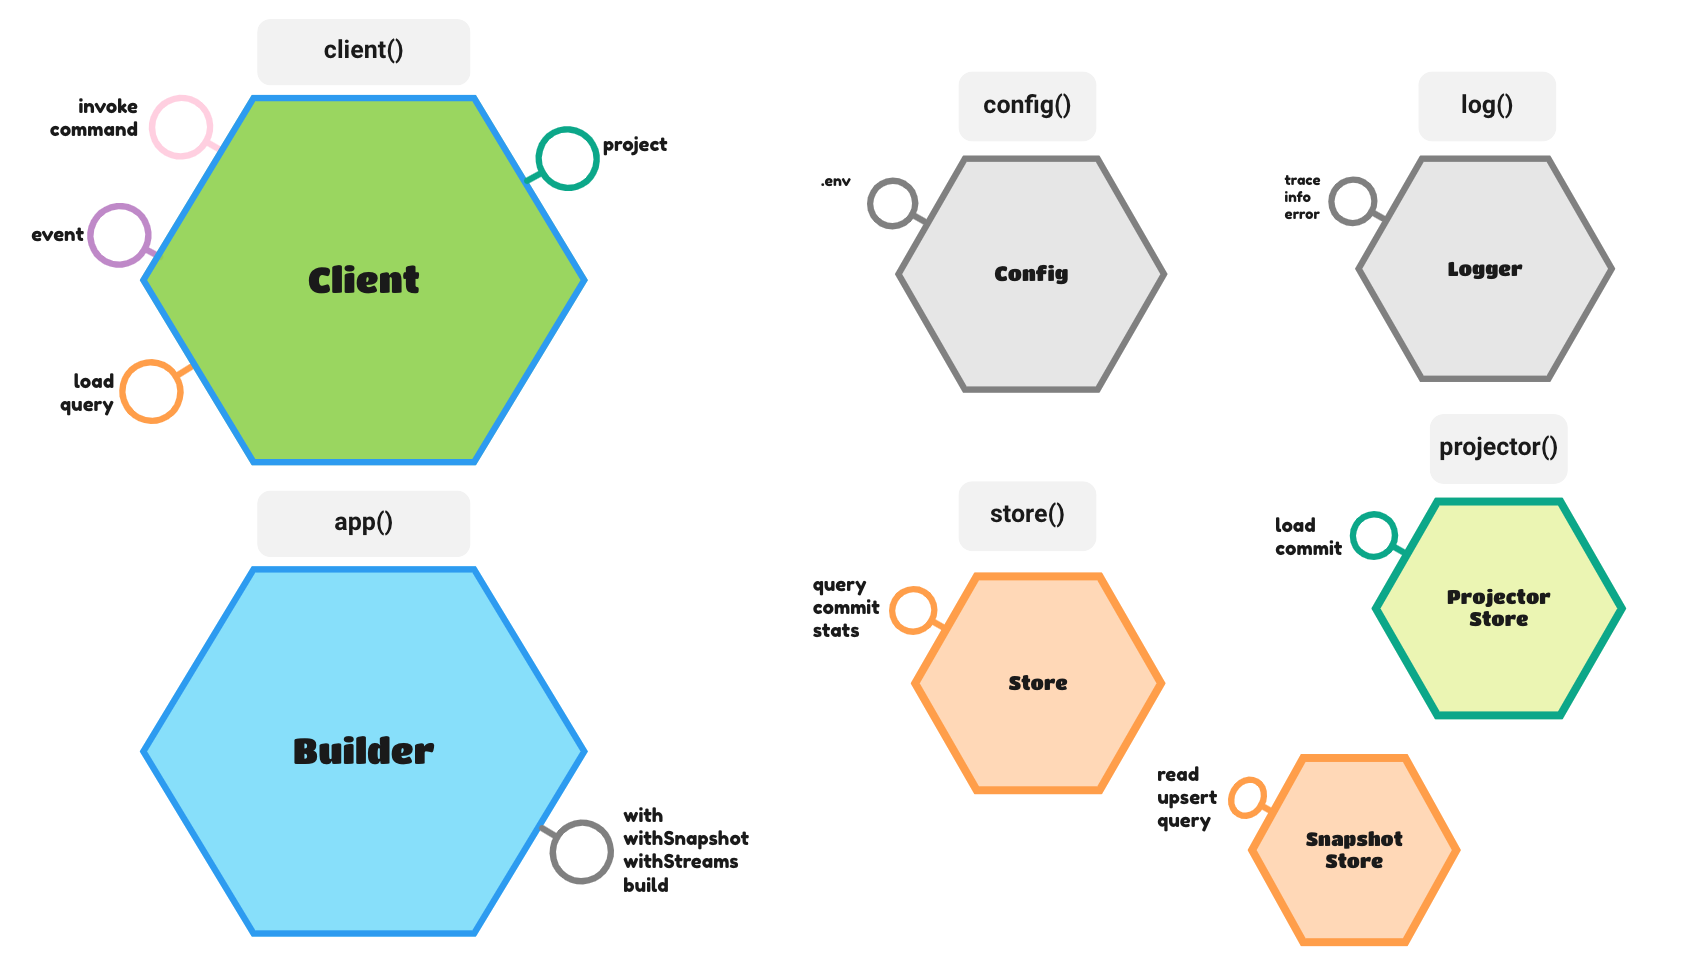 client()
invoke
command
project
event
Client
load
query
app()
Builder
with
withSnapshot
withStreams
build
config()
.env
Config
log()
trace
info
error
Logger
store()
query
commit
stats
Store
projector()
load
commit
Projector
Store
read
upsert
query
Snapshot
Store